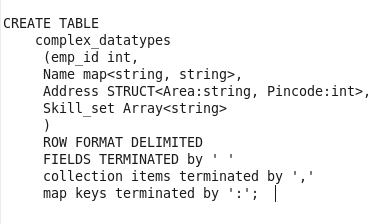 CREATE TABLE
complex_datatypes
(emp_id int,
Name map<string, string>,
Address STRUCT<Area:string, Pincode:int>,
Skill_set Array<string>
)
ROW FORMAT DELIMITED
FIELDS TERMINATED by ' '
collection items terminated by ','
map keys terminated by ':';